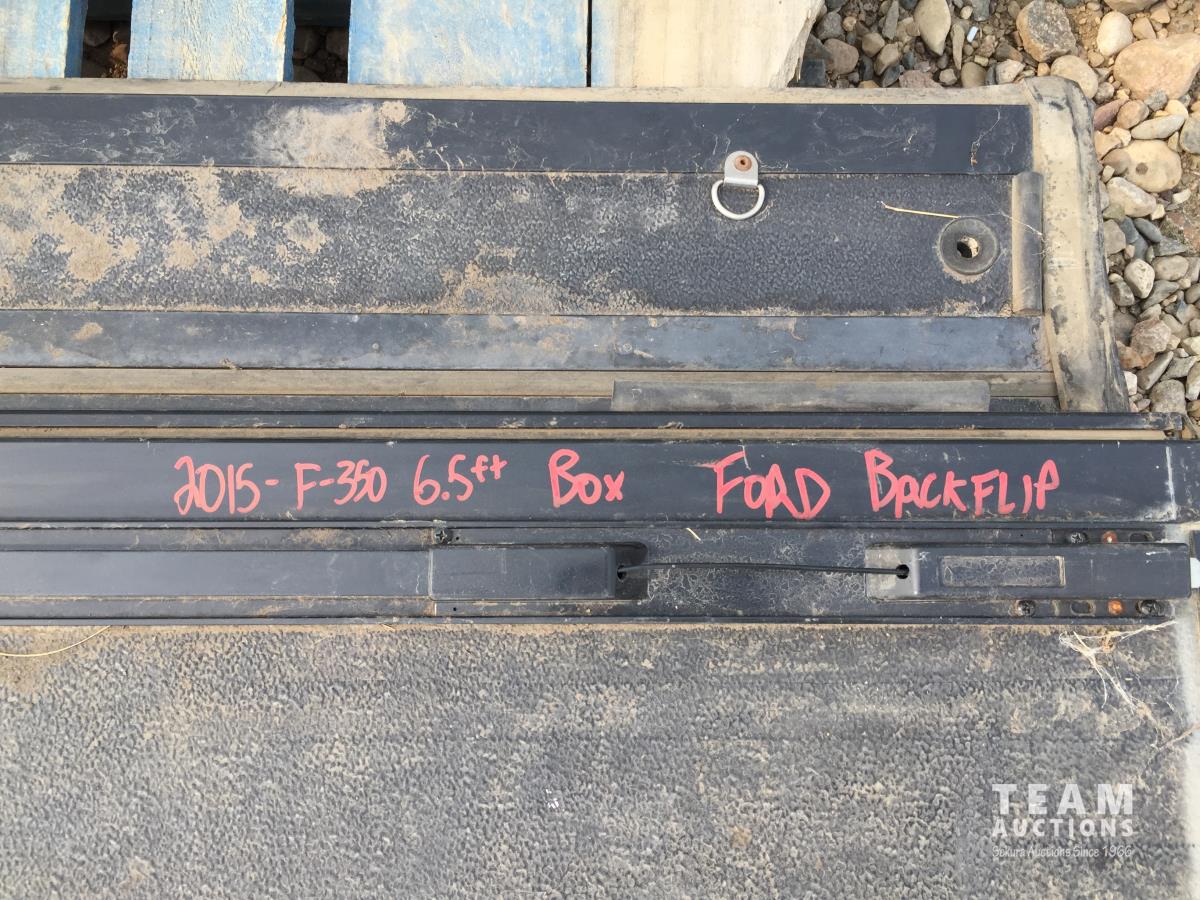 2015-F-350 6.5ft Box FORD BACKFLIP
TEAM
AUCTIONS
Sokura Auctions Since 1966